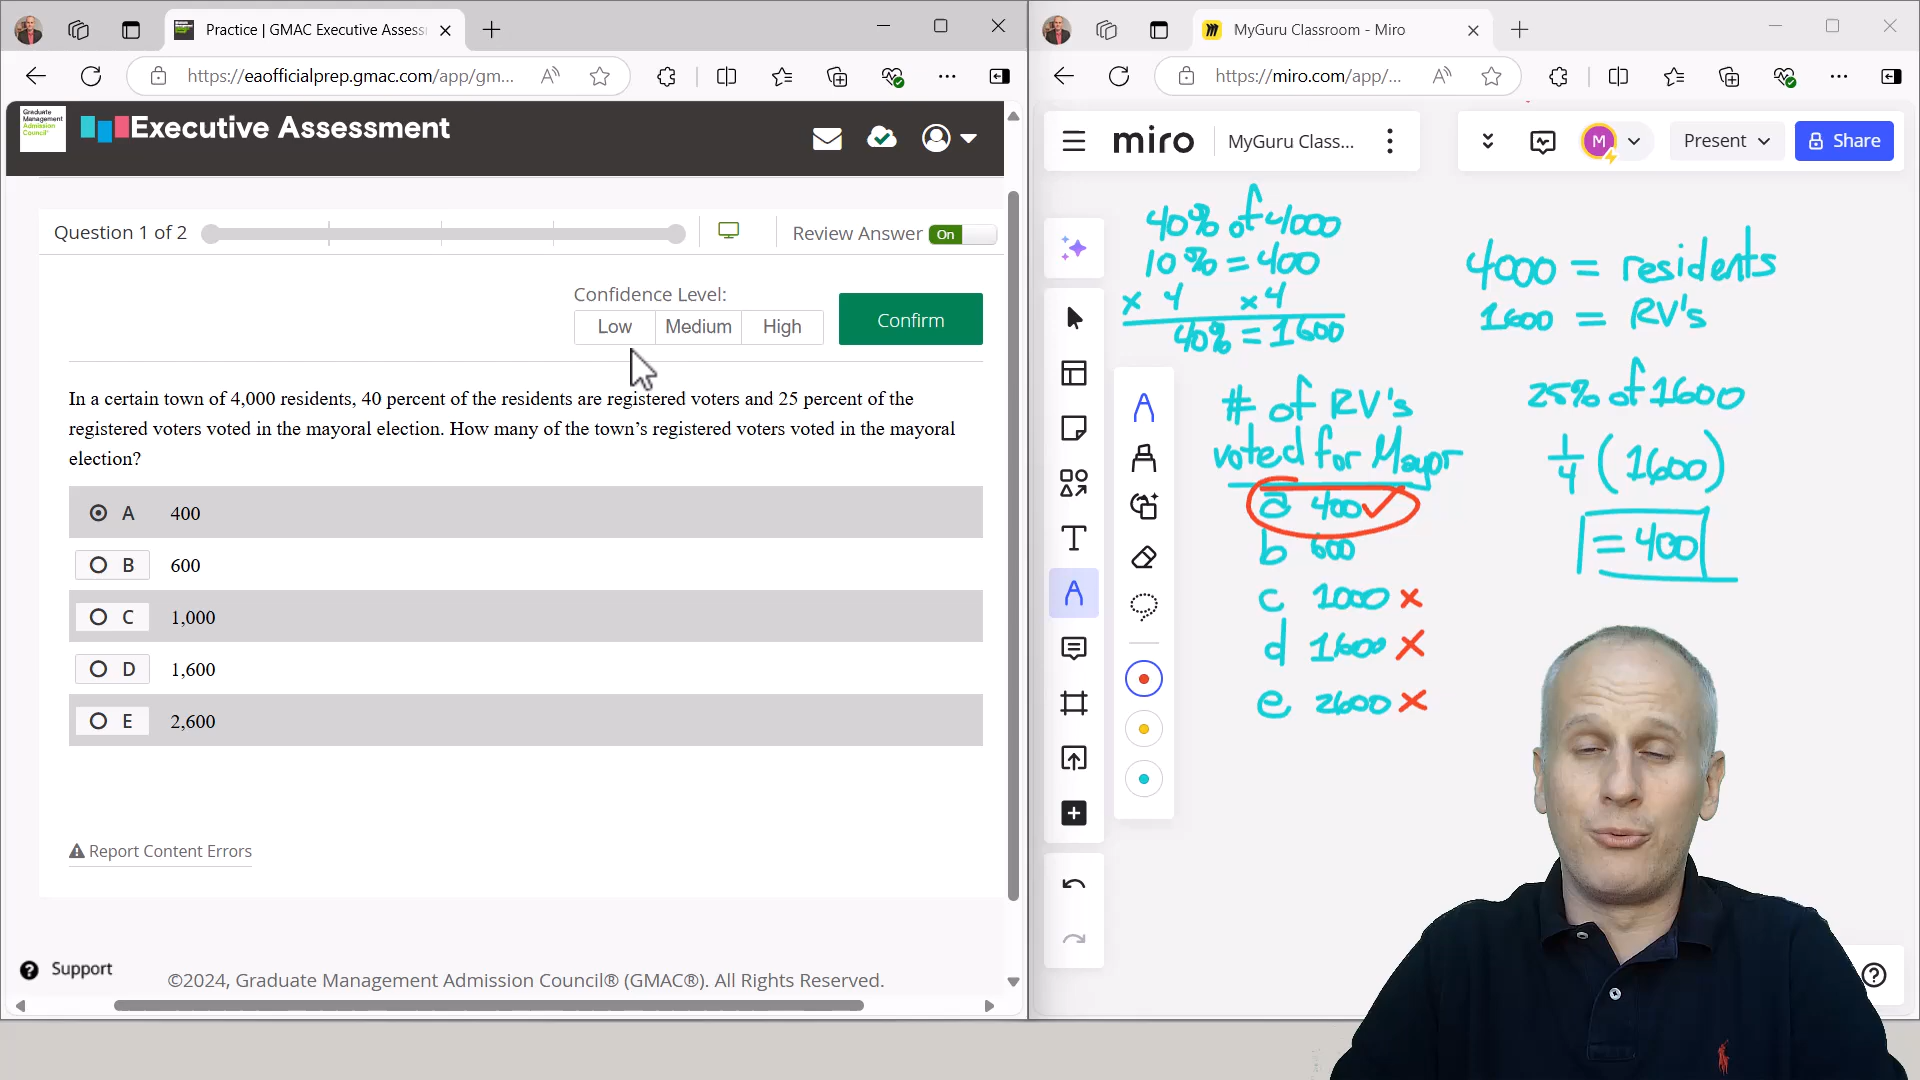 Practice | GMAC Executive Assess
https://eaofficialprep.gmac.com/app/gm...
Graduate
Management
Admission
Council
Executive Assessment
Question 1 of 2
Review Answer On
Confidence Level:
Low Medium High
Confirm
In a certain town of 4,000 residents, 40 percent of the residents are registered voters and 25 percent of the
registered voters voted in the mayoral election. How many of the town’s registered voters voted in the mayoral
election?
A 400
B 600
C 1,000
D 1,600
E 2,600
Report Content Errors
Support
©2024, Graduate Management Admission Council® (GMAC®). All Rights Reserved.
MyGuru Classroom - Miro
https://miro.com/app/...
miro
MyGuru Class...
M
Present
Share
40% of 4000
10% = 400
x 4 x 4
40% = 1600
# of RV's
voted for Mayor
a 400
b 600
c 1000 x
d 1600 x
e 2600 x
4000 = residents
1600 = RV's
25% of 1600
1/4 (1600)
= 400